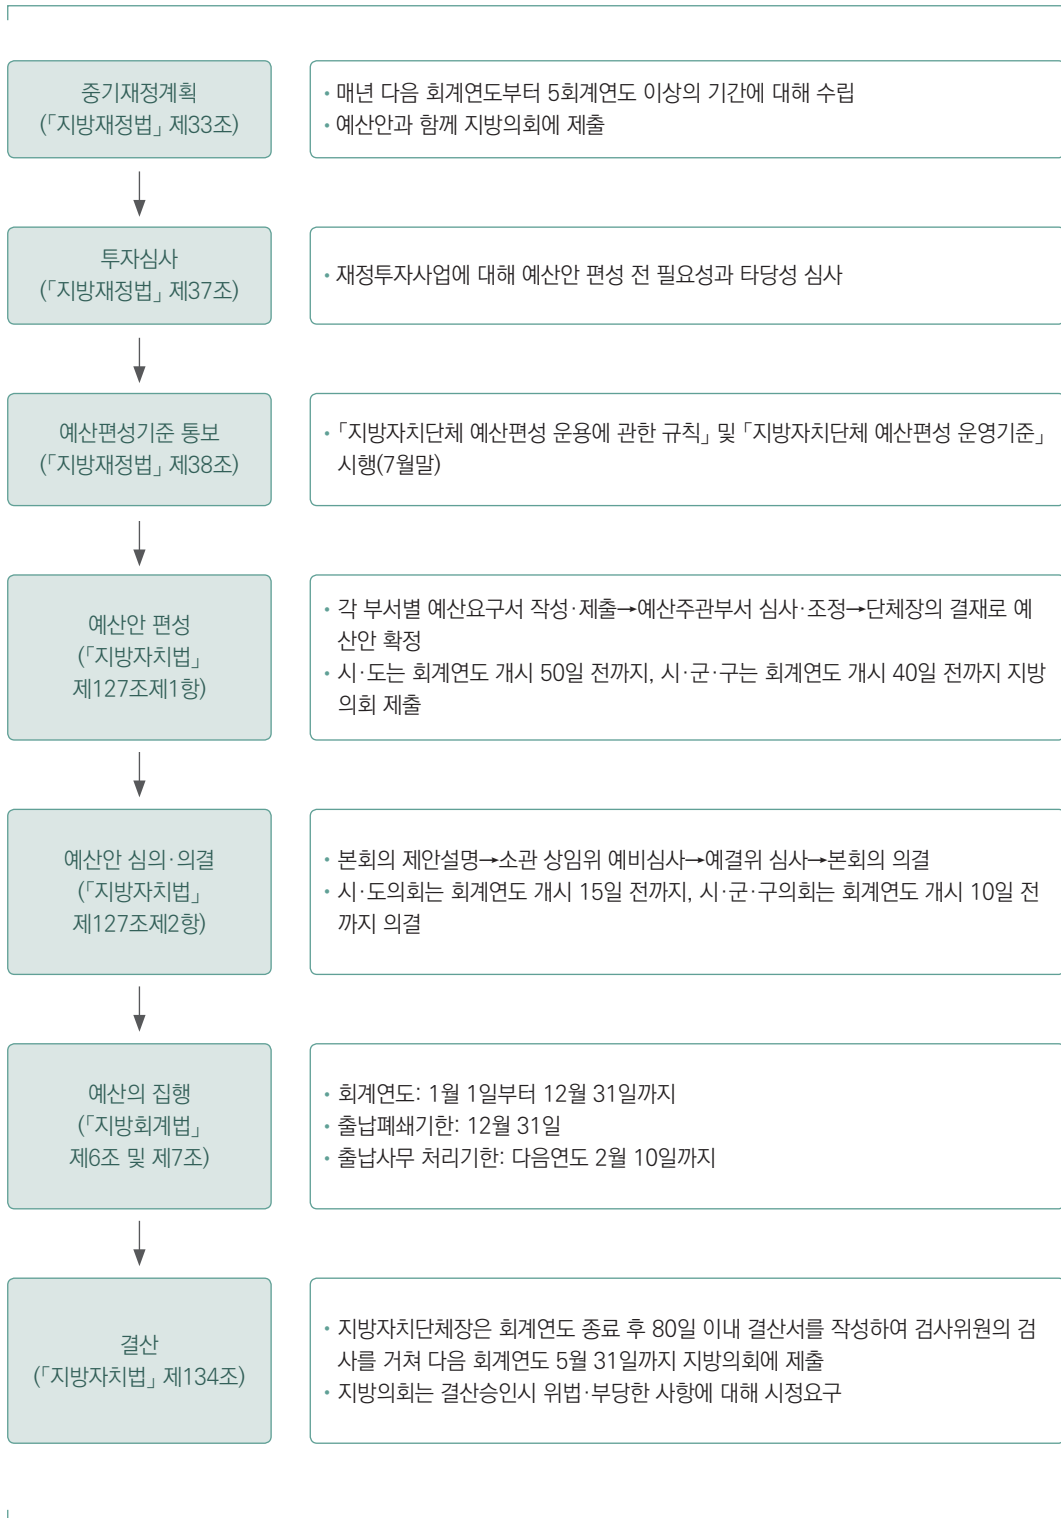 중기재정계획
(「지방재정법」 제33조)
• 매년 다음 회계연도부터 5회계연도 이상의 기간에 대해 수립
• 예산안과 함께 지방의회에 제출
투자심사
(「지방재정법」 제37조)
• 재정투자사업에 대해 예산안 편성 전 필요성과 타당성 심사
예산편성기준 통보
(「지방재정법」 제38조)
• 「지방자치단체 예산편성 운용에 관한 규칙」 및 「지방자치단체 예산편성 운영기준」
시행(7월말)
예산안 편성
(「지방자치법」
제127조제1항)
• 각 부서별 예산요구서 작성·제출→예산주관부서 심사·조정→단체장의 결재로 예
산안 확정
• 시·도는 회계연도 개시 50일 전까지, 시·군·구는 회계연도 개시 40일 전까지 지방
의회 제출
예산안 심의·의결
(「지방자치법」
제127조제2항)
• 본회의 제안설명→소관 상임위 예비심사→예결위 심사→본회의 의결
• 시·도의회는 회계연도 개시 15일 전까지, 시·군·구의회는 회계연도 개시 10일 전
까지 의결
예산의 집행
(「지방회계법」
제6조 및 제7조)
• 회계연도: 1월 1일부터 12월 31일까지
• 출납폐쇄기한: 12월 31일
• 출납사무 처리기한: 다음연도 2월 10일까지
결산
(「지방자치법」 제134조)
• 지방자치단체장은 회계연도 종료 후 80일 이내 결산서를 작성하여 검사위원의 검
사를 거쳐 다음 회계연도 5월 31일까지 지방의회에 제출
• 지방의회는 결산승인시 위법·부당한 사항에 대해 시정요구